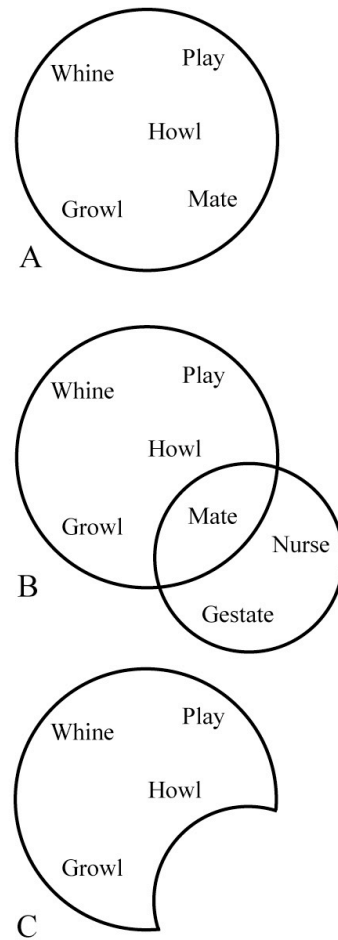 Whine
Play
Howl
Growl
Mate
A
Whine
Play
Howl
Growl
Mate
Nurse
Gestate
B
Whine
Play
Howl
Growl
C